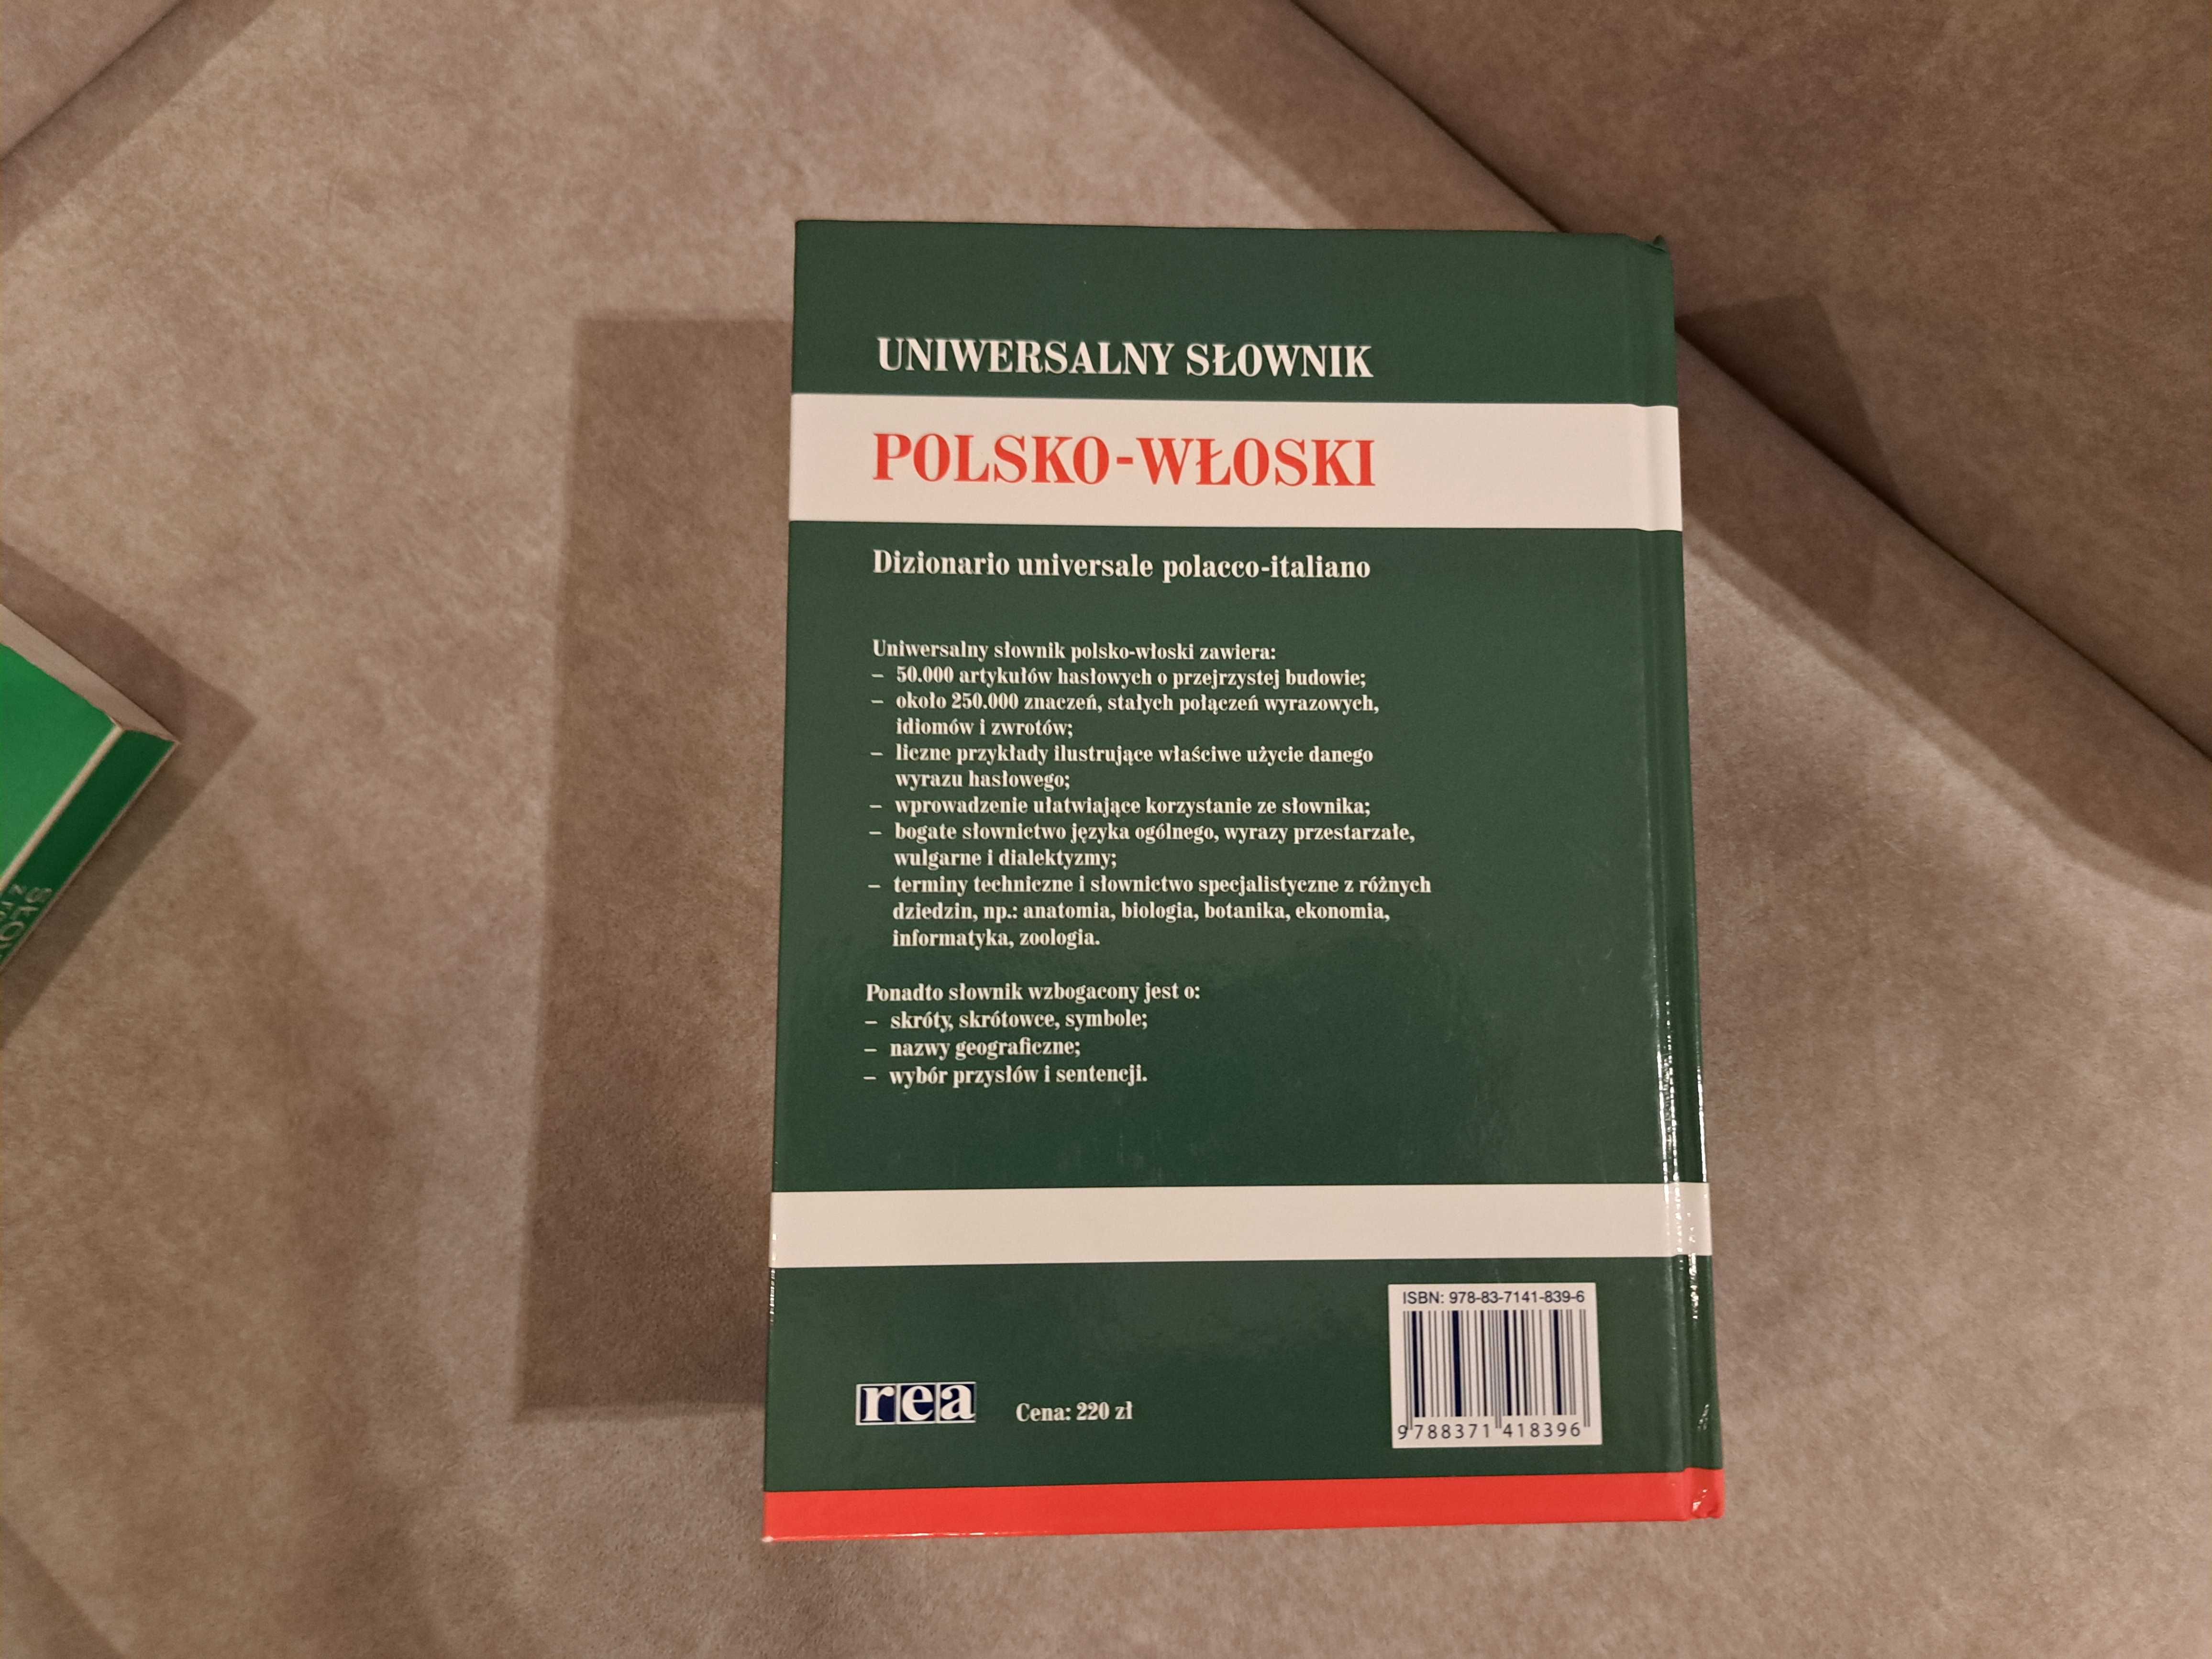 UNIWERSALNY SŁOWNIK
POLSKO-WŁOSKI
Dizionario universale polacco-italiano
Uniwersalny słownik polsko-włoski zawiera:
– 50.000 artykułów hasłowych o przejrzystej budowie;
– około 250.000 znaczeń, stałych połączeń wyrazowych,
idiomów i zwrotów;
– liczne przykłady ilustrujące właściwe użycie danego
wyrazu hasłowego;
– wprowadzenie ułatwiające korzystanie ze słownika;
– bogate słownictwo języka ogólnego, wyrazy przestarzałe,
wulgarne i dialektyzmy;
– terminy techniczne i słownictwo specjalistyczne z różnych
dziedzin, np.: anatomia, biologia, botanika, ekonomia,
informatyka, zoologia.
Ponadto słownik wzbogacony jest o:
– skróty, skrótowce, symbole;
– nazwy geograficzne;
– wybór przysłów i sentencji.
ISBN: 978-83-7141-839-6
9 788371 418396
rea
Cena: 220 zł